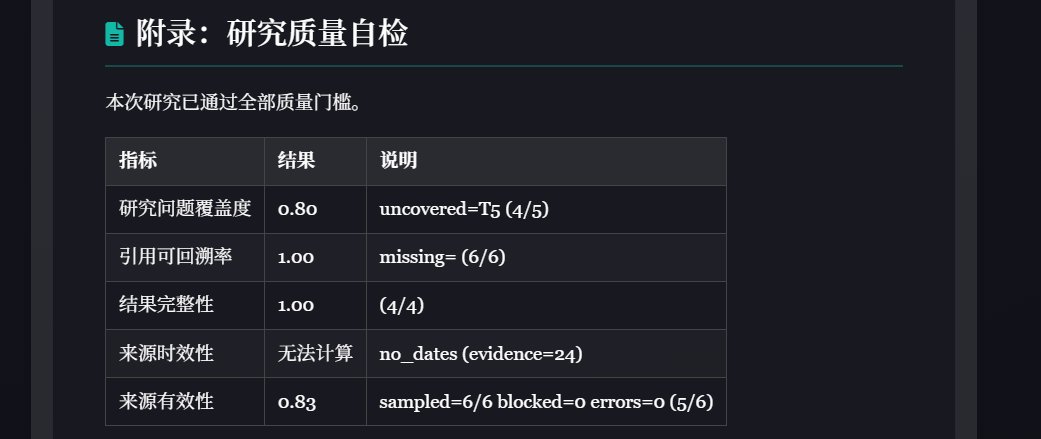 附录：研究质量自检
本次研究已通过全部质量门槛。
指标 结果 说明
研究问题覆盖度 0.80 uncovered=T5 (4/5)
引用可回溯率 1.00 missing= (6/6)
结果完整性 1.00 (4/4)
来源时效性 无法计算 no_dates (evidence=24)
来源有效性 0.83 sampled=6/6 blocked=0 errors=0 (5/6)